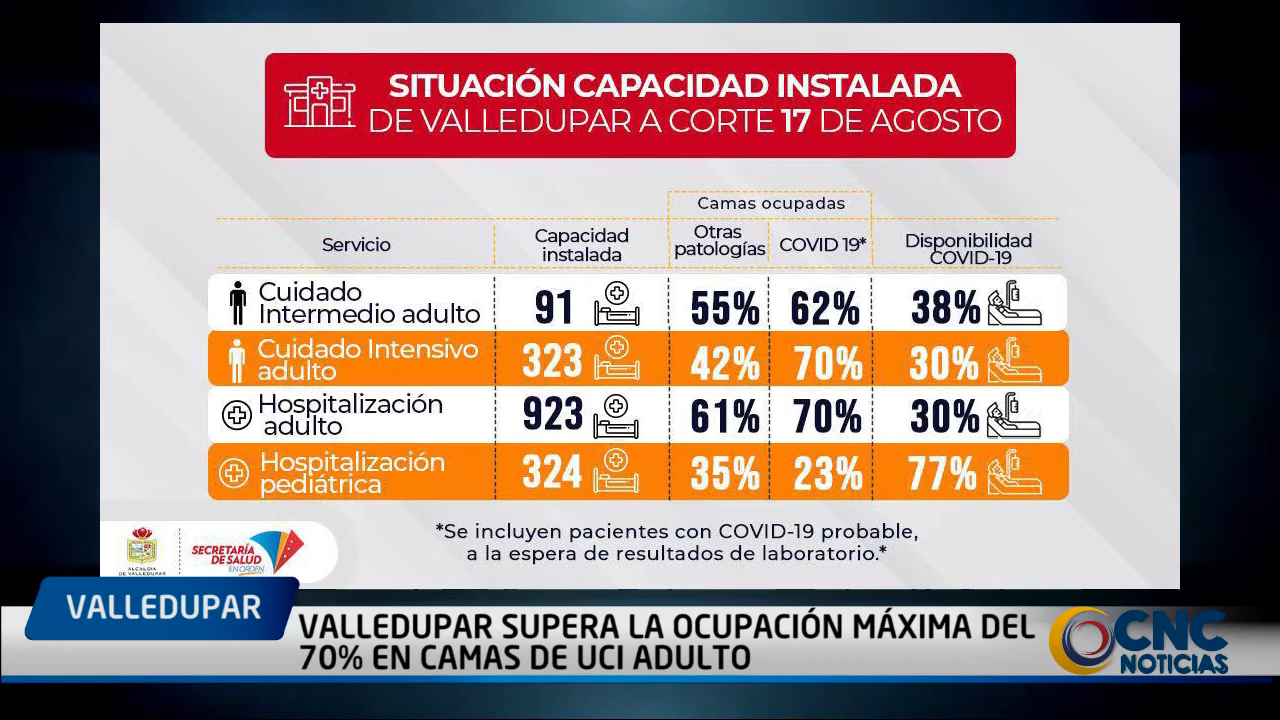 SITUACIÓN CAPACIDAD INSTALADA
DE VALLEDUPAR A CORTE 17 DE AGOSTO
Camas ocupadas
Servicio
Capacidad
instalada
Otras
patologías
COVID 19*
Disponibilidad
COVID-19
Cuidado
Intermedio adulto
91
55%
62%
38%
Cuidado Intensivo
adulto
323
42%
70%
30%
Hospitalización
adulto
923
61%
70%
30%
Hospitalización
pediátrica
324
35%
23%
77%
*Se incluyen pacientes con COVID-19 probable,
a la espera de resultados de laboratorio.*
ALCALDÍA
DE VALLEDUPAR
SECRETARÍA
DE SALUD
EN ORDEN
VALLEDUPAR
VALLEDUPAR SUPERA LA OCUPACIÓN MÁXIMA DEL
70% EN CAMAS DE UCI ADULTO
CNC
NOTICIAS